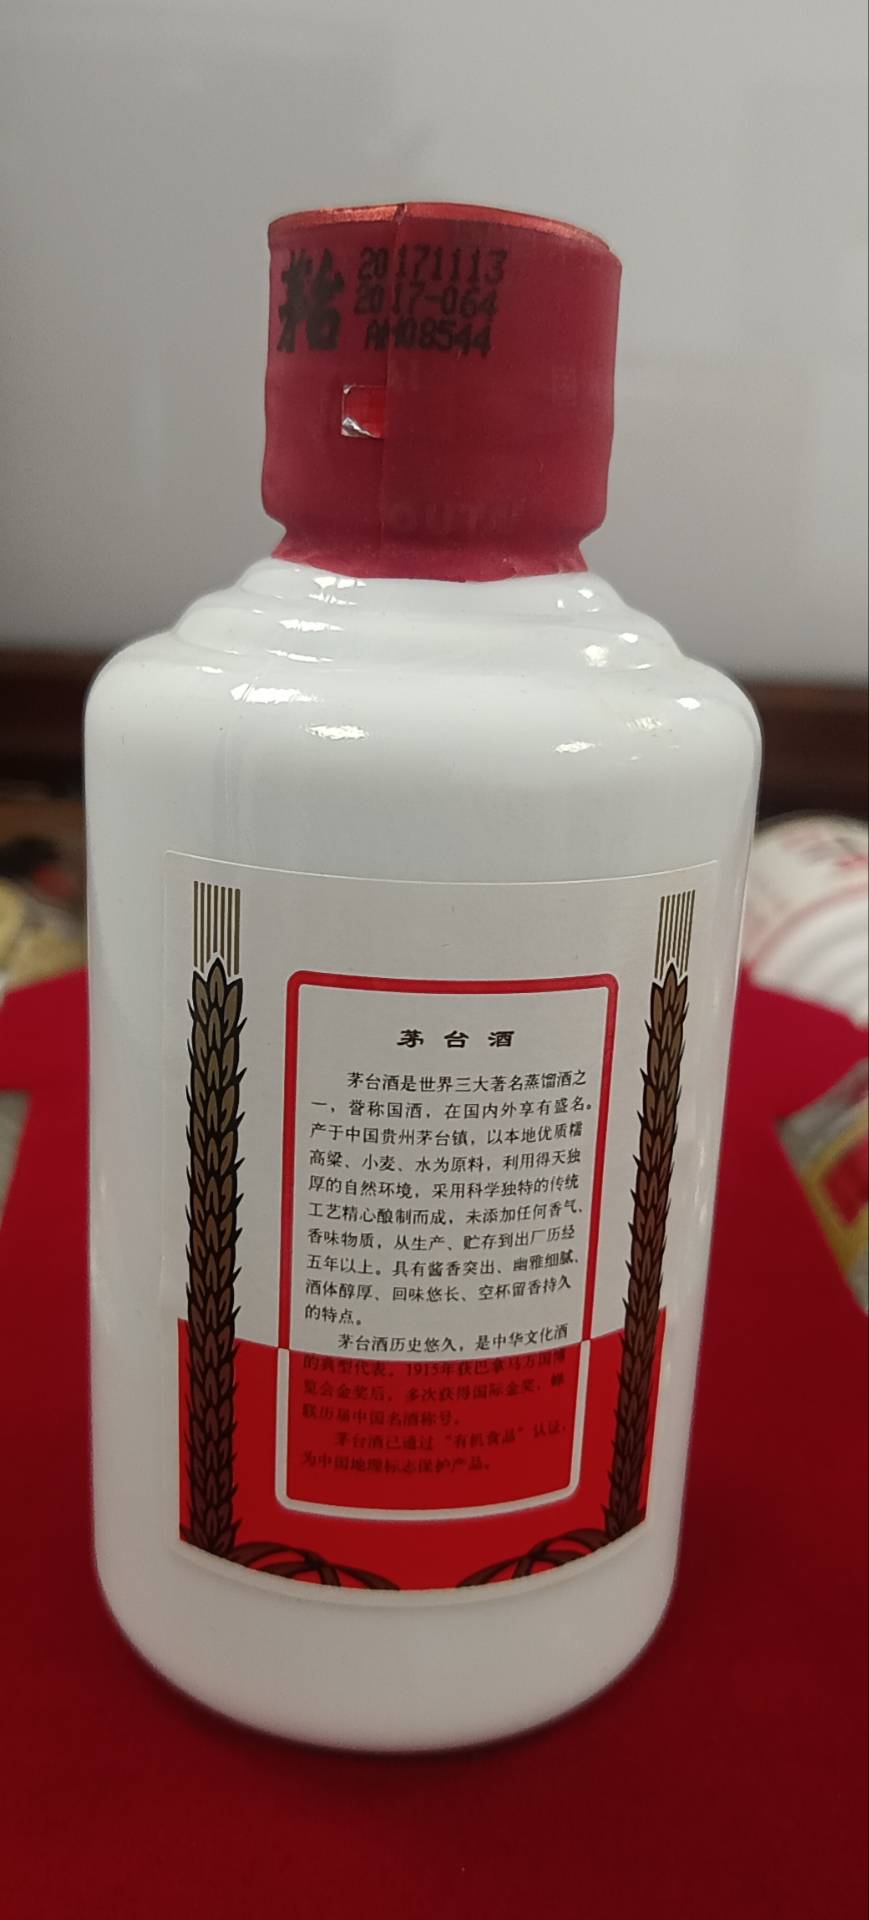 茅台
20171113
2017-064
AH08544
茅台酒
茅台酒是世界三大著名蒸馏酒之
一，誉称国酒，在国内外享有盛名。
产于中国贵州茅台镇，以本地优质糯
高粱、小麦、水为原料，利用得天独
厚的自然环境，采用科学独特的传统
工艺精心酿制而成，未添加任何香气、
香味物质，从生产、贮存到出厂历经
五年以上。具有酱香突出、幽雅细腻、
酒体醇厚、回味悠长、空杯留香持久
的特点。
茅台酒历史悠久，是中华文化酒
的典型代表。1915年获巴拿马万国博
览会金奖后，多次获得国际金奖，蝉
联历届中国名酒称号。
茅台酒已通过“有机食品”认证，
为中国地理标志保护产品。